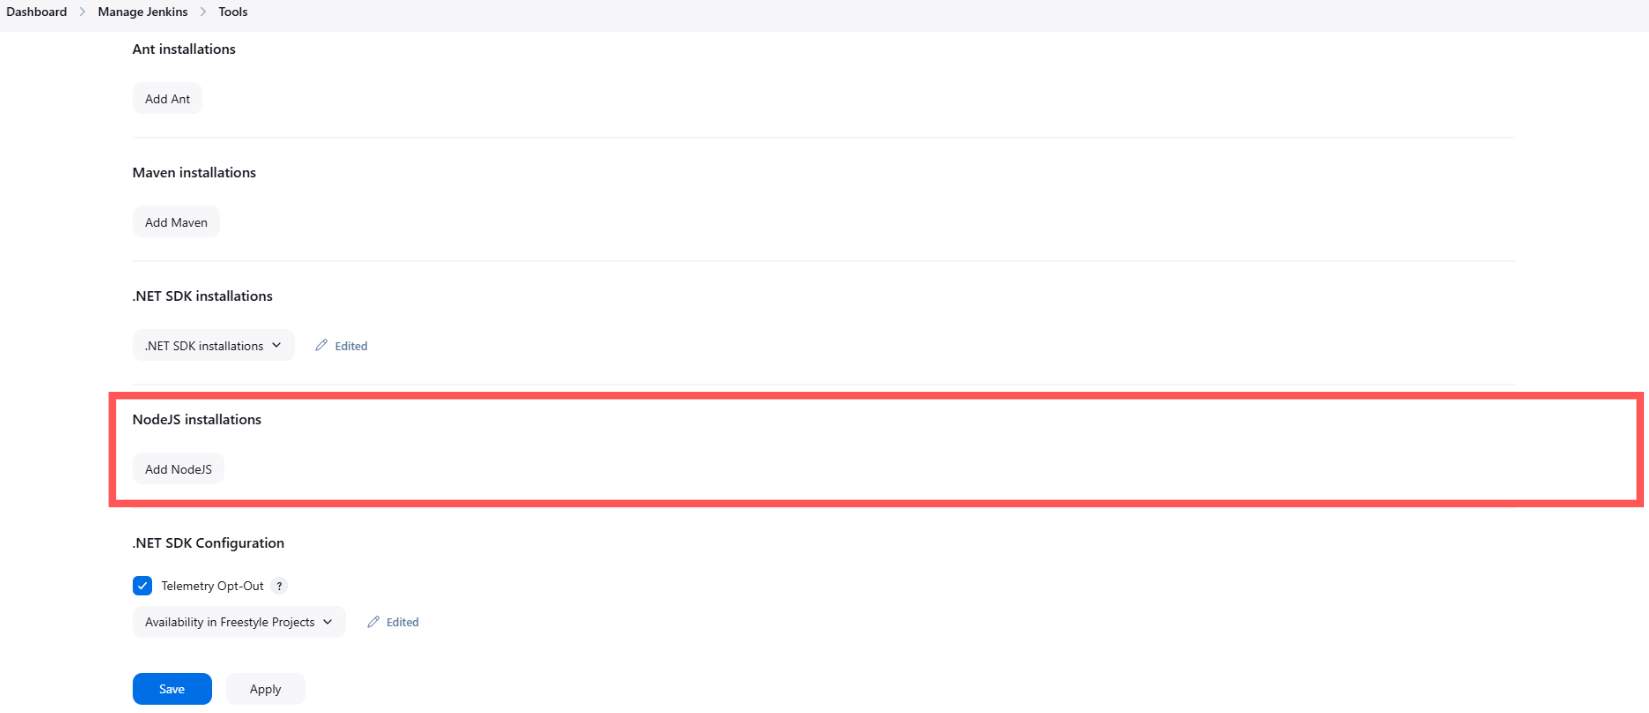 Dashboard > Manage Jenkins > Tools
Ant installations
Add Ant
Maven installations
Add Maven
.NET SDK installations
.NET SDK installations Edited
NodeJS installations
Add NodeJS
.NET SDK Configuration
Telemetry Opt-Out ?
Availability in Freestyle Projects Edited
Save Apply